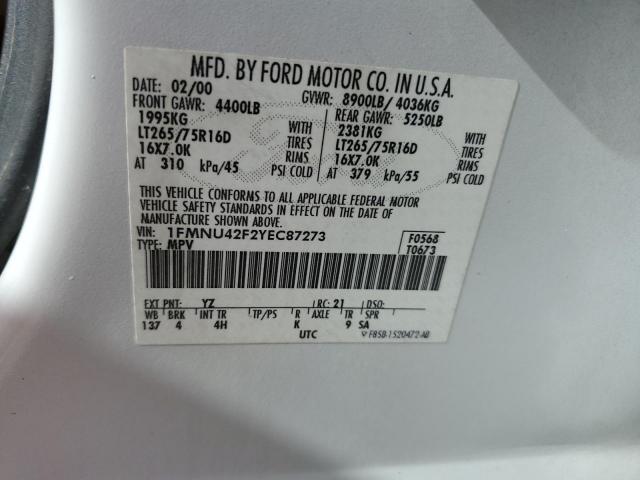 MFD. BY FORD MOTOR CO. IN U.S.A.
DATE: 02/00 GVWR: 8900LB/ 4036KG
FRONT GAWR: 4400LB REAR GAWR: 5250LB
1995KG WITH 2381KG WITH
LT265/75R16D TIRES LT265/75R16D TIRES
16X7.0K RIMS 16X7.0K RIMS
AT 310 kPa/45 PSI COLD AT 379 kPa/55 PSI COLD
THIS VEHICLE CONFORMS TO ALL APPLICABLE FEDERAL MOTOR
VEHICLE SAFETY STANDARDS IN EFFECT ON THE DATE OF
MANUFACTURE SHOWN ABOVE.
VIN: 1FMNU42F2YEC87273 F0568
TYPE: MPV T0673
EXT PNT: YZ RC: 21 DSO:
WB BRK INT TR TP/PS R AXLE TR SPR
137 4 4H K 9 SA
UTC F85B-1520472-AB